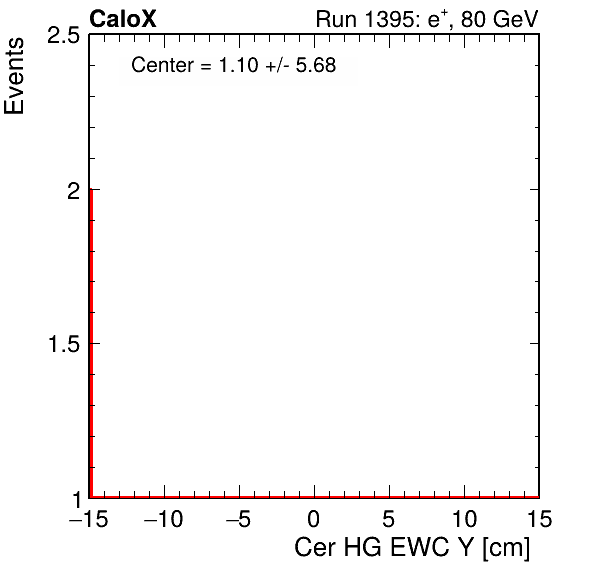 CaloX Run 1395: e⁺, 80 GeV
Center = 1.10 +/- 5.68
Events
2.5
2
1.5
1
−15 −10 −5 0 5 10 15
Cer HG EWC Y [cm]